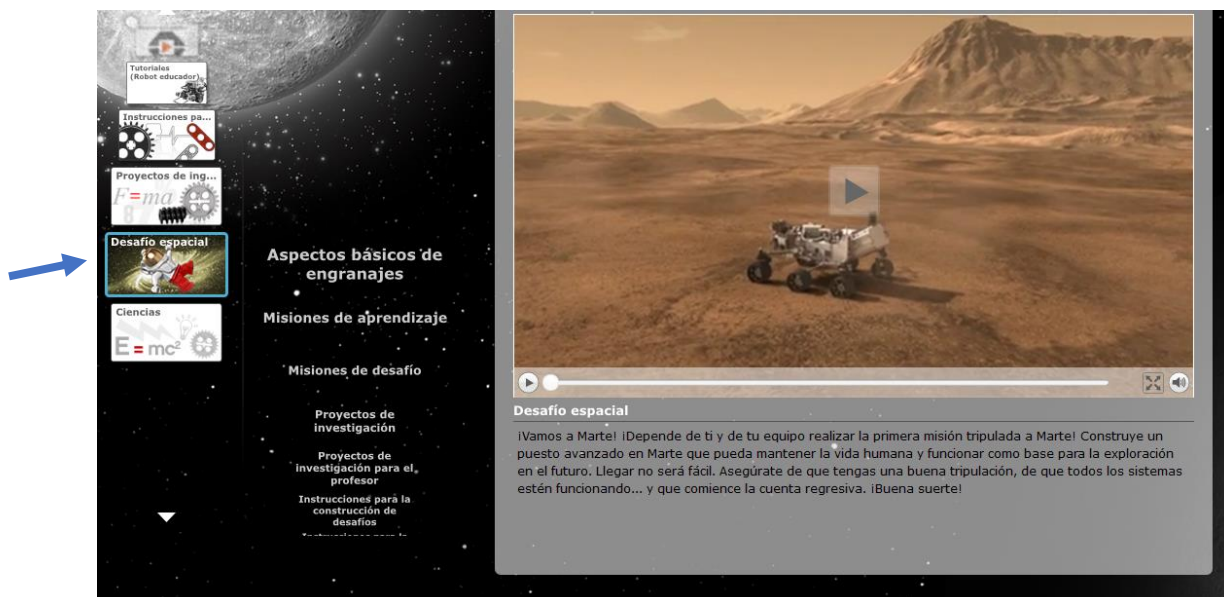 Tutoriales
(Robot educador)
Instrucciones pa...
Proyectos de ing...
F=ma
87
Desafío espacial
Ciencias
E = mc²
Aspectos básicos de
engranajes
Misiones de aprendizaje
Misiones de desafío
Proyectos de
investigación
Proyectos de
investigación para el
profesor
Instrucciones para la
construcción de
desafíos
Instrucciones para la
Desafío espacial
¡Vamos a Marte! ¡Depende de ti y de tu equipo realizar la primera misión tripulada a Marte! Construye un
puesto avanzado en Marte que pueda mantener la vida humana y funcionar como base para la exploración
en el futuro. Llegar no será fácil. Asegúrate de que tengas una buena tripulación, de que todos los sistemas
estén funcionando... y que comience la cuenta regresiva. ¡Buena suerte!